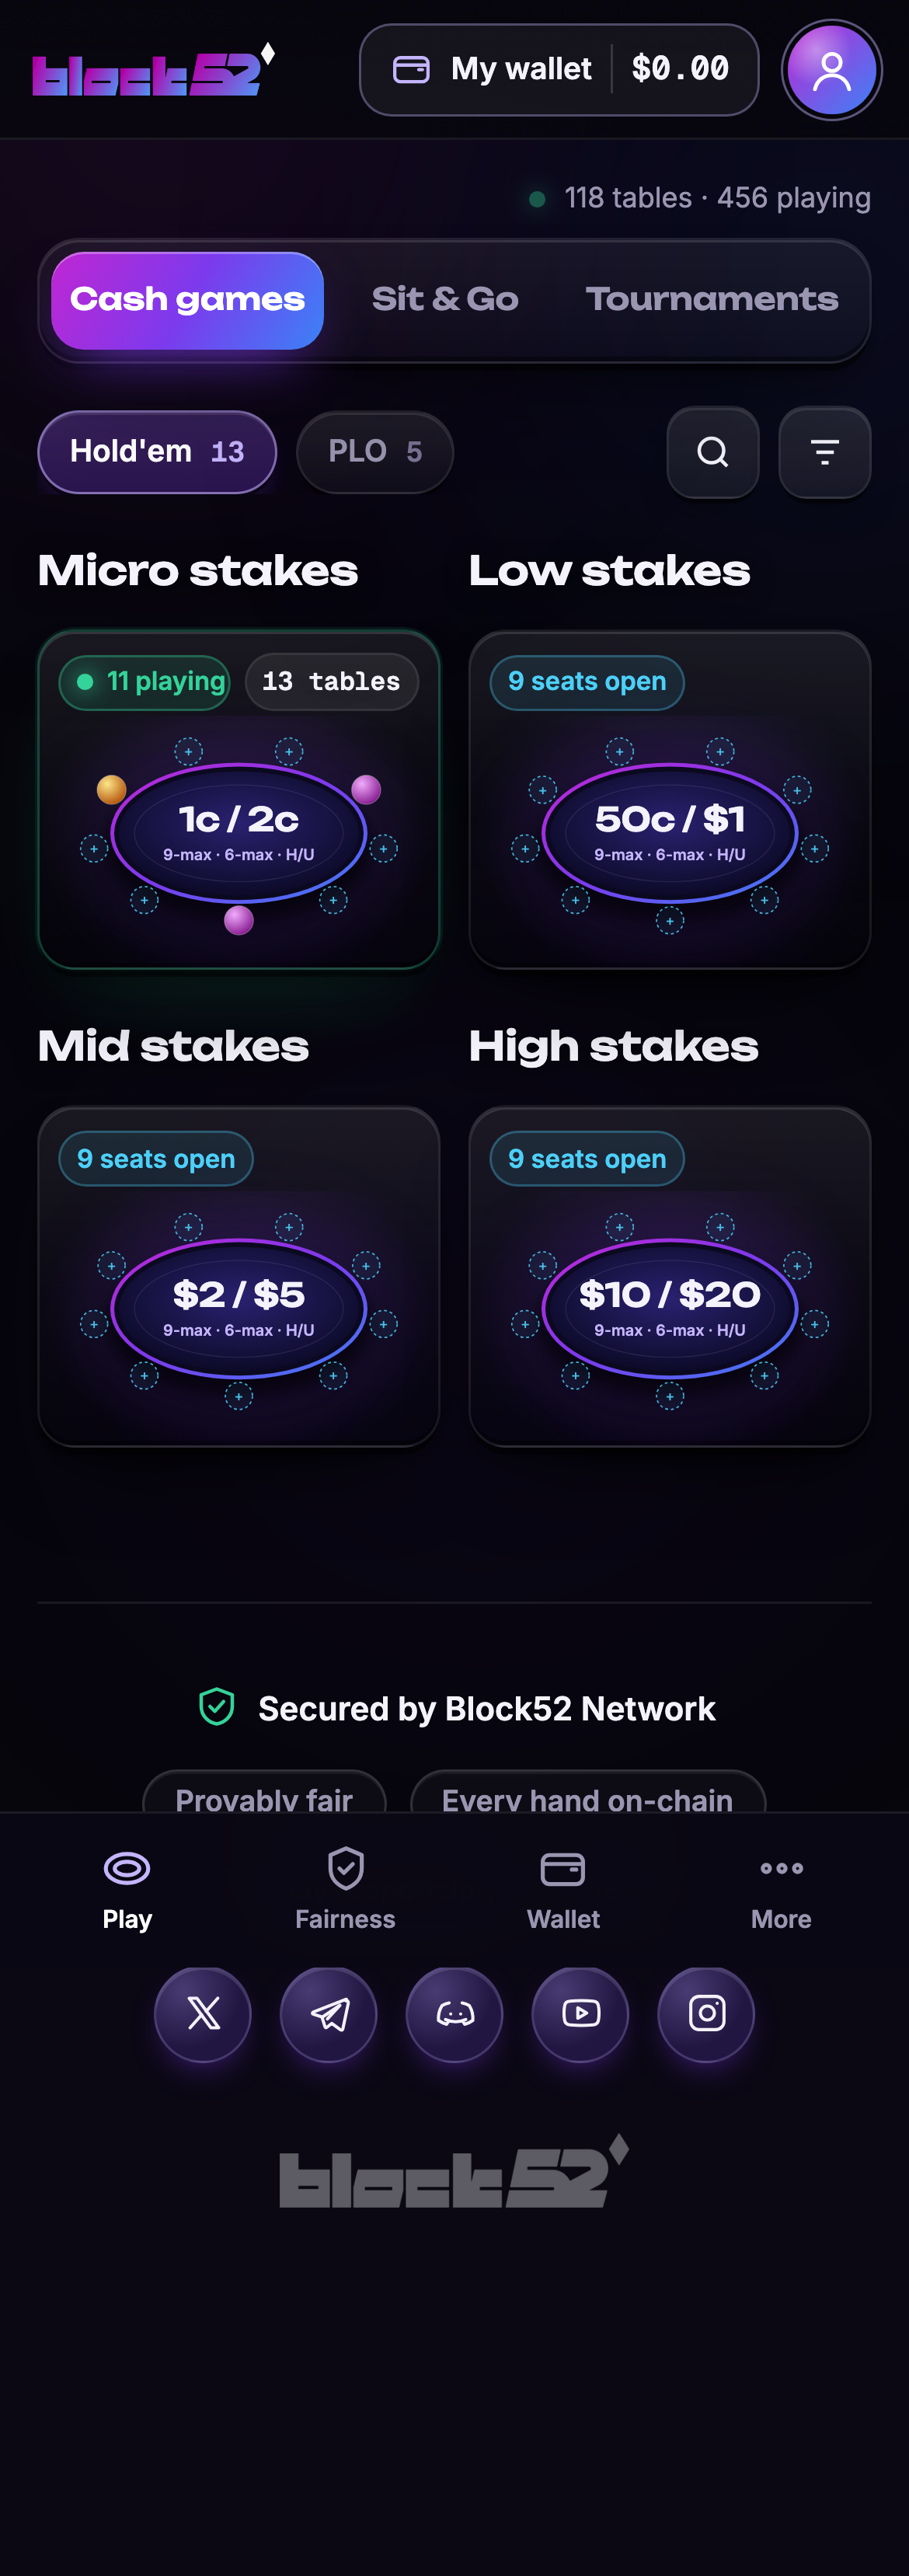 block52
My wallet $0.00
118 tables · 456 playing
Cash games Sit & Go Tournaments
Hold'em 13 PLO 5
Micro stakes Low stakes
11 playing 13 tables 9 seats open
1c / 2c 50c / $1
9-max · 6-max · H/U 9-max · 6-max · H/U
Mid stakes High stakes
9 seats open 9 seats open
$2 / $5 $10 / $20
9-max · 6-max · H/U 9-max · 6-max · H/U
Secured by Block52 Network
Provably fair Every hand on-chain
Play Fairness Wallet More
block52